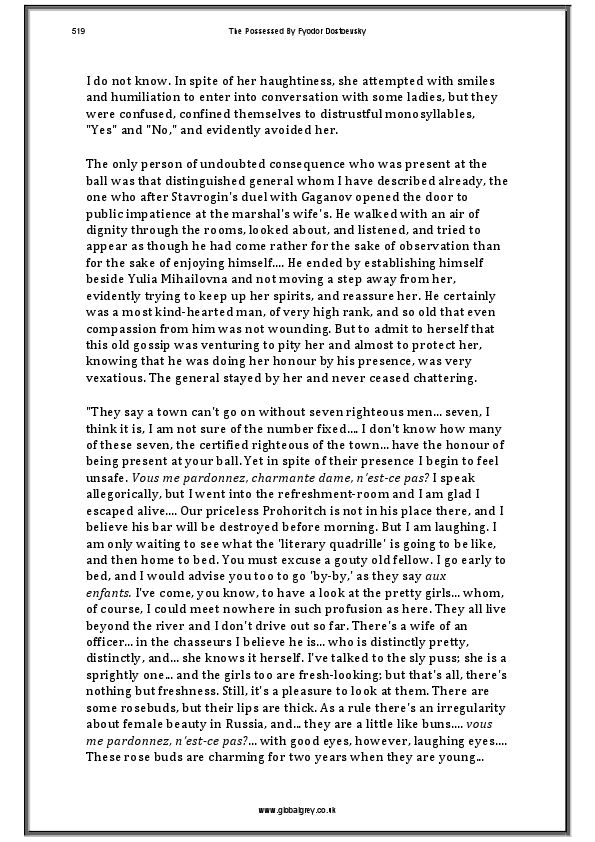 519
The Possessed By Fyodor Dostoevsky
I do not know. In spite of her haughtiness, she attempted with smiles
and humiliation to enter into conversation with some ladies, but they
were confused, confined themselves to distrustful monosyllables,
"Yes" and "No," and evidently avoided her.
The only person of undoubted consequence who was present at the
ball was that distinguished general whom I have described already, the
one who after Stavrogin's duel with Gaganov opened the door to
public impatience at the marshal's wife's. He walked with an air of
dignity through the rooms, looked about, and listened, and tried to
appear as though he had come rather for the sake of observation than
for the sake of enjoying himself.... He ended by establishing himself
beside Yulia Mihailovna and not moving a step away from her,
evidently trying to keep up her spirits, and reassure her. He certainly
was a most kind-hearted man, of very high rank, and so old that even
compassion from him was not wounding. But to admit to herself that
this old gossip was venturing to pity her and almost to protect her,
knowing that he was doing her honour by his presence, was very
vexatious. The general stayed by her and never ceased chattering.
"They say a town can't go on without seven righteous men... seven, I
think it is, I am not sure of the number fixed.... I don't know how many
of these seven, the certified righteous of the town... have the honour of
being present at your ball. Yet in spite of their presence I begin to feel
unsafe. Vous me pardonnez, charmante dame, n'est-ce pas? I speak
allegorically, but I went into the refreshment-room and I am glad I
escaped alive.... Our priceless Prohoritch is not in his place there, and I
believe his bar will be destroyed before morning. But I am laughing. I
am only waiting to see what the 'literary quadrille' is going to be like,
and then home to bed. You must excuse a gouty old fellow. I go early to
bed, and I would advise you too to go 'by-by,' as they say aux
enfants. I've come, you know, to have a look at the pretty girls... whom,
of course, I could meet nowhere in such profusion as here. They all live
beyond the river and I don't drive out so far. There's a wife of an
officer... in the chasseurs I believe he is... who is distinctly pretty,
distinctly, and... she knows it herself. I've talked to the sly puss; she is a
sprightly one... and the girls too are fresh-looking; but that's all, there's
nothing but freshness. Still, it's a pleasure to look at them. There are
some rosebuds, but their lips are thick. As a rule there's an irregularity
about female beauty in Russia, and... they are a little like buns.... vous
me pardonnez, n'est-ce pas?... with good eyes, however, laughing eyes....
These rose buds are charming for two years when they are young...
www.globalgrey.co.uk